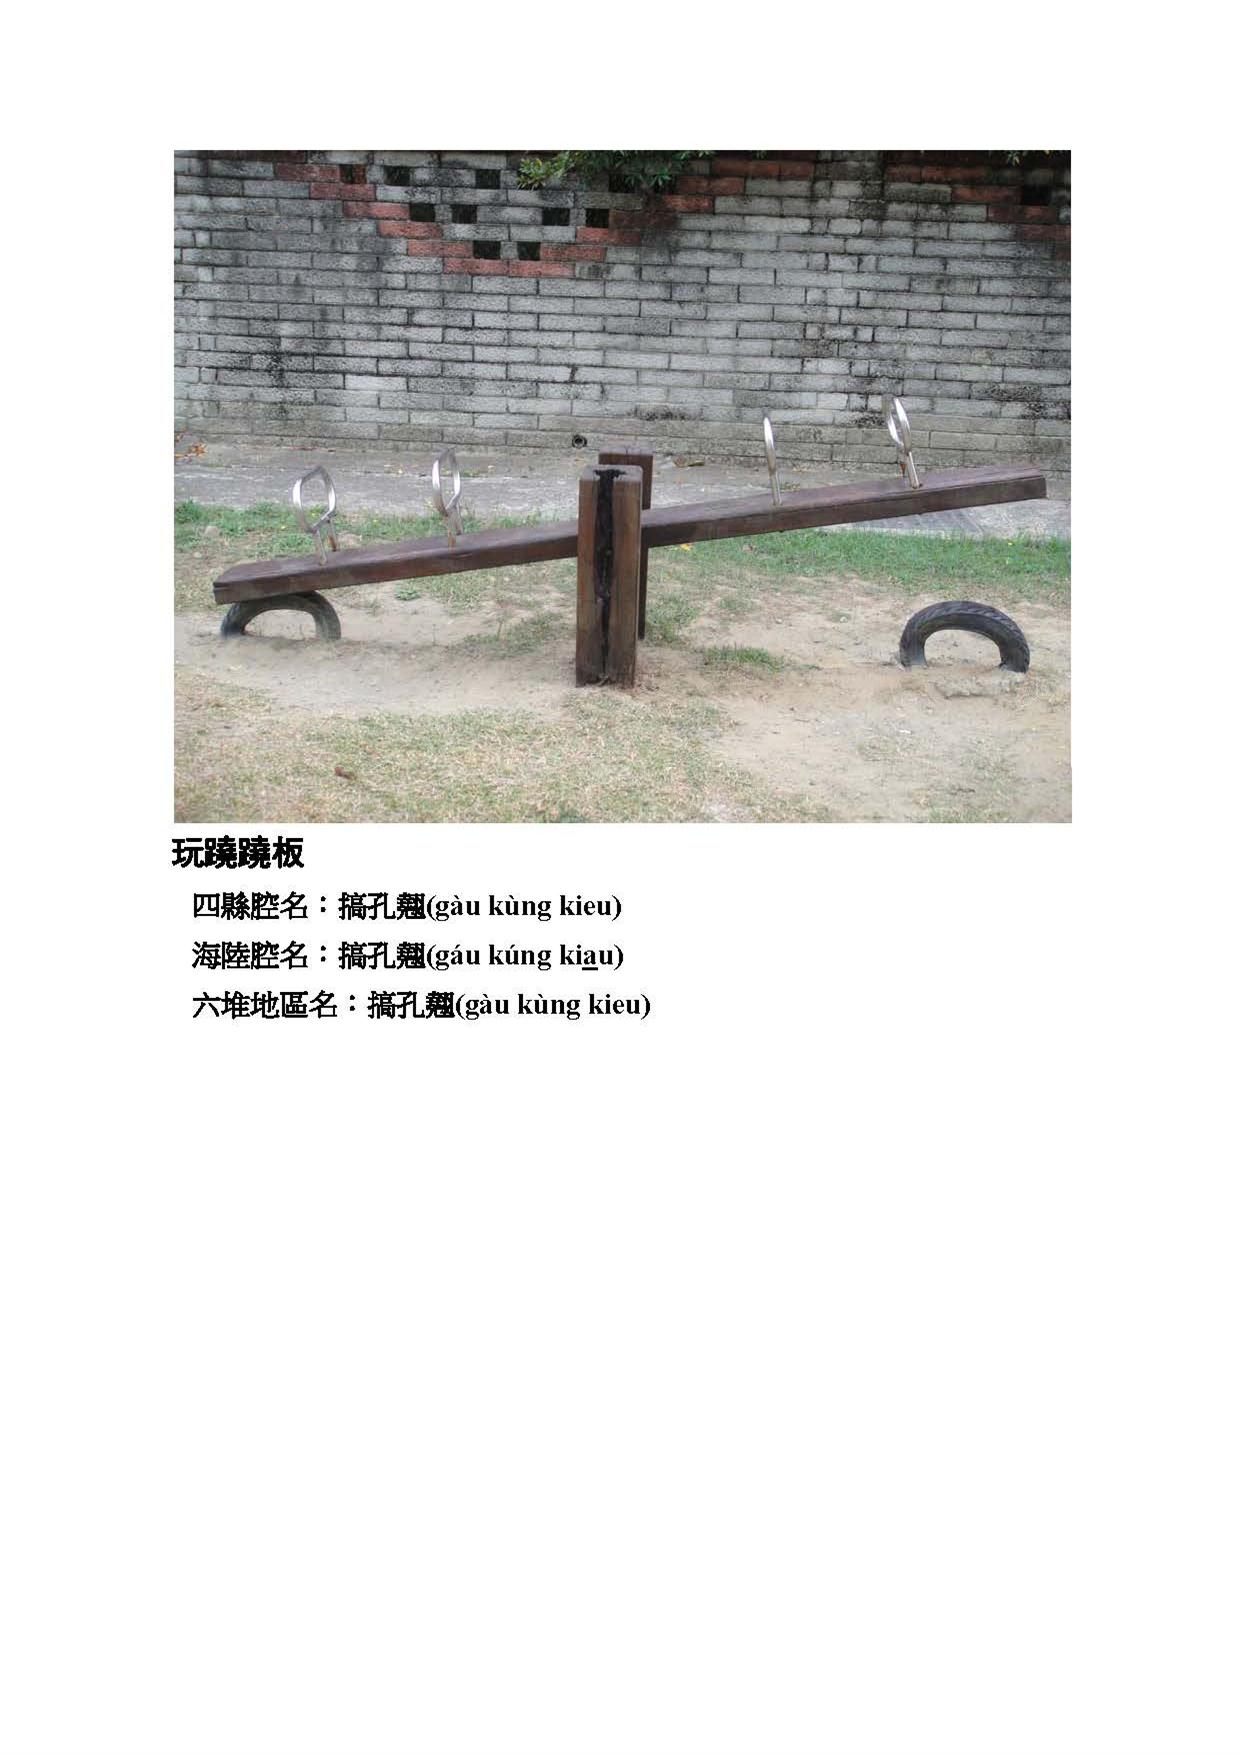 玩蹺蹺板
四縣腔名：搞孔翹(gàu kùng kieu)
海陸腔名：搞孔翹(gáu kúng kiau)
六堆地區名：搞孔翹(gàu kùng kieu)